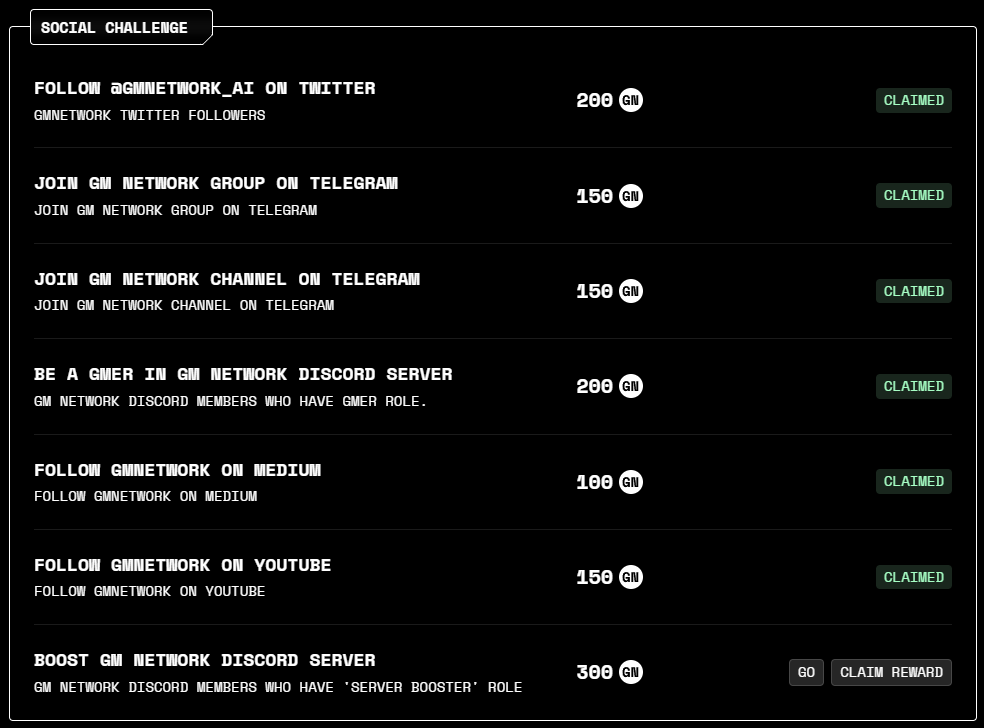 SOCIAL CHALLENGE
FOLLOW @GMNETWORK_AI ON TWITTER
GMNETWORK TWITTER FOLLOWERS
200 GN
CLAIMED
JOIN GM NETWORK GROUP ON TELEGRAM
JOIN GM NETWORK GROUP ON TELEGRAM
150 GN
CLAIMED
JOIN GM NETWORK CHANNEL ON TELEGRAM
JOIN GM NETWORK CHANNEL ON TELEGRAM
150 GN
CLAIMED
BE A GMER IN GM NETWORK DISCORD SERVER
GM NETWORK DISCORD MEMBERS WHO HAVE GMER ROLE.
200 GN
CLAIMED
FOLLOW GMNETWORK ON MEDIUM
FOLLOW GMNETWORK ON MEDIUM
100 GN
CLAIMED
FOLLOW GMNETWORK ON YOUTUBE
FOLLOW GMNETWORK ON YOUTUBE
150 GN
CLAIMED
BOOST GM NETWORK DISCORD SERVER
GM NETWORK DISCORD MEMBERS WHO HAVE 'SERVER BOOSTER' ROLE
300 GN
GO
CLAIM REWARD